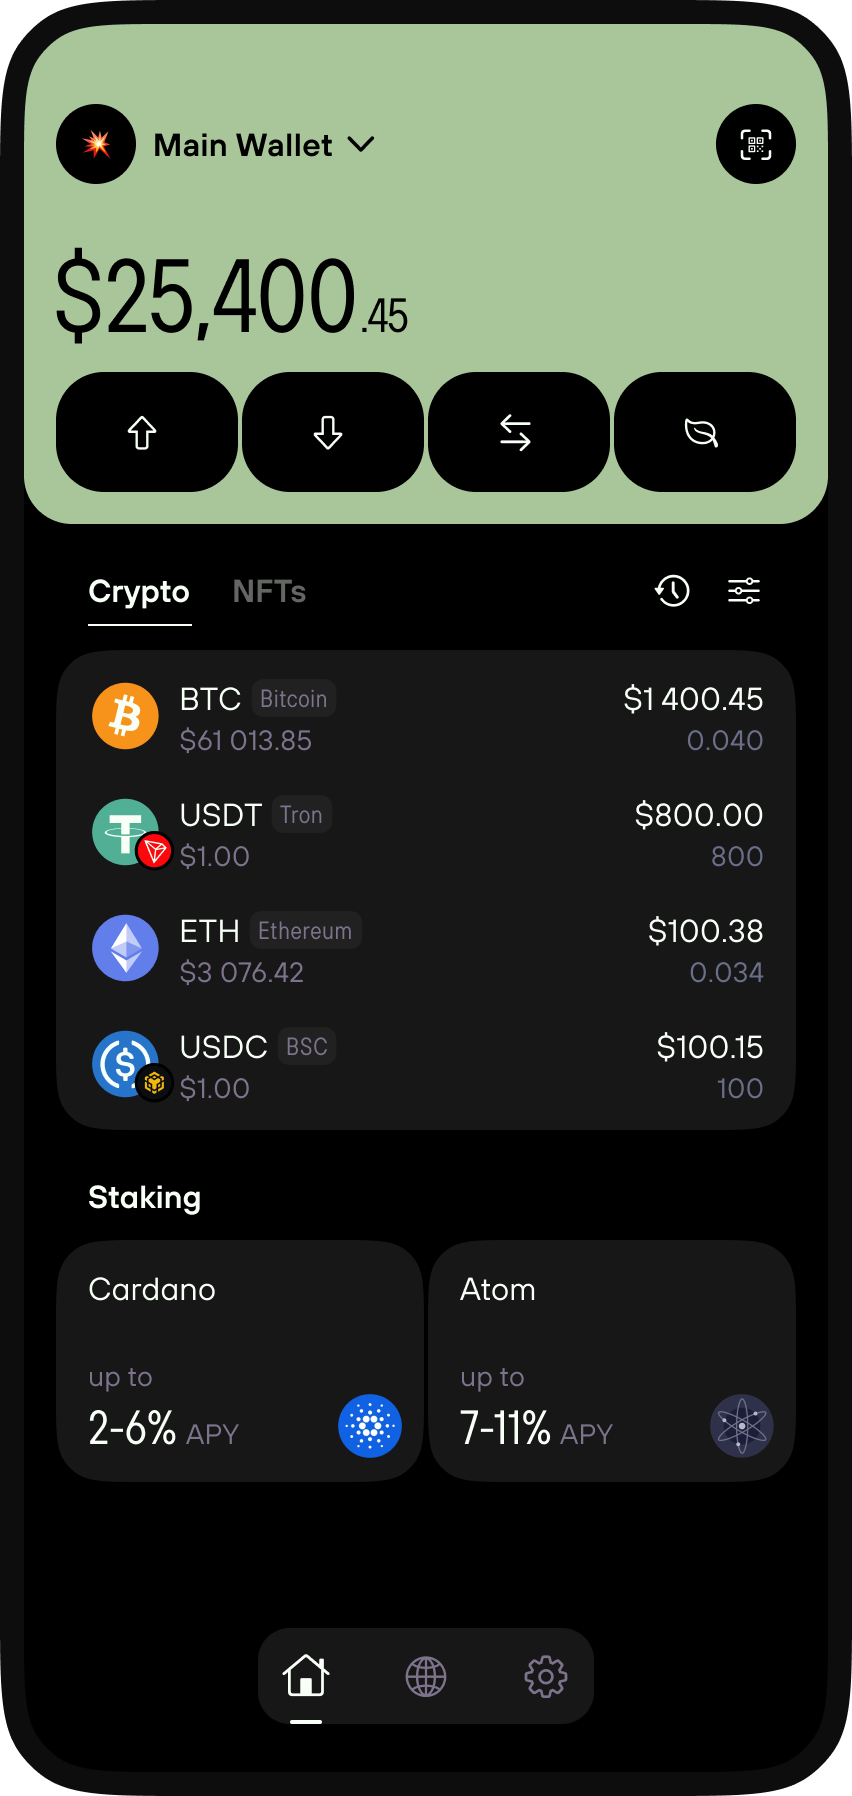 Main Wallet
$25,400.45
Crypto NFTs
BTC Bitcoin $1 400.45
$61 013.85 0.040
USDT Tron $800.00
$1.00 800
ETH Ethereum $100.38
$3 076.42 0.034
USDC BSC $100.15
$1.00 100
Staking
Cardano
up to
2-6% APY
Atom
up to
7-11% APY